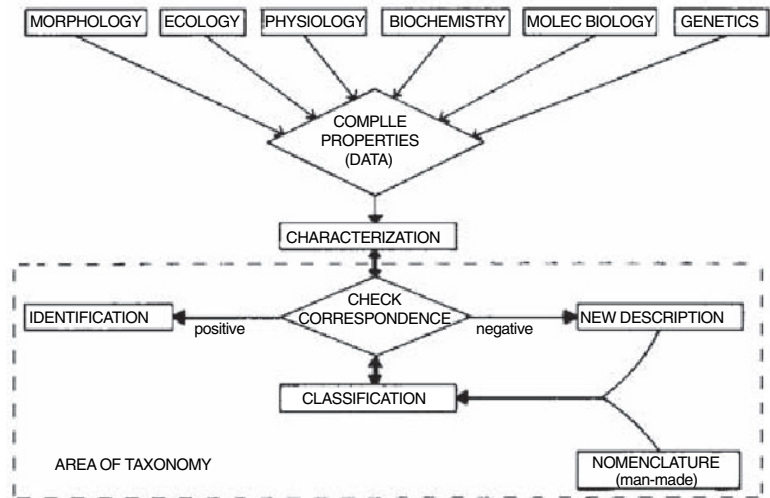 MORPHOLOGY ECOLOGY PHYSIOLOGY BIOCHEMISTRY MOLEC BIOLOGY GENETICS
COMPLLE
PROPERTIES
(DATA)
CHARACTERIZATION
CHECK
CORRESPONDENCE
IDENTIFICATION
positive
negative
NEW DESCRIPTION
CLASSIFICATION
AREA OF TAXONOMY
NOMENCLATURE
(man-made)